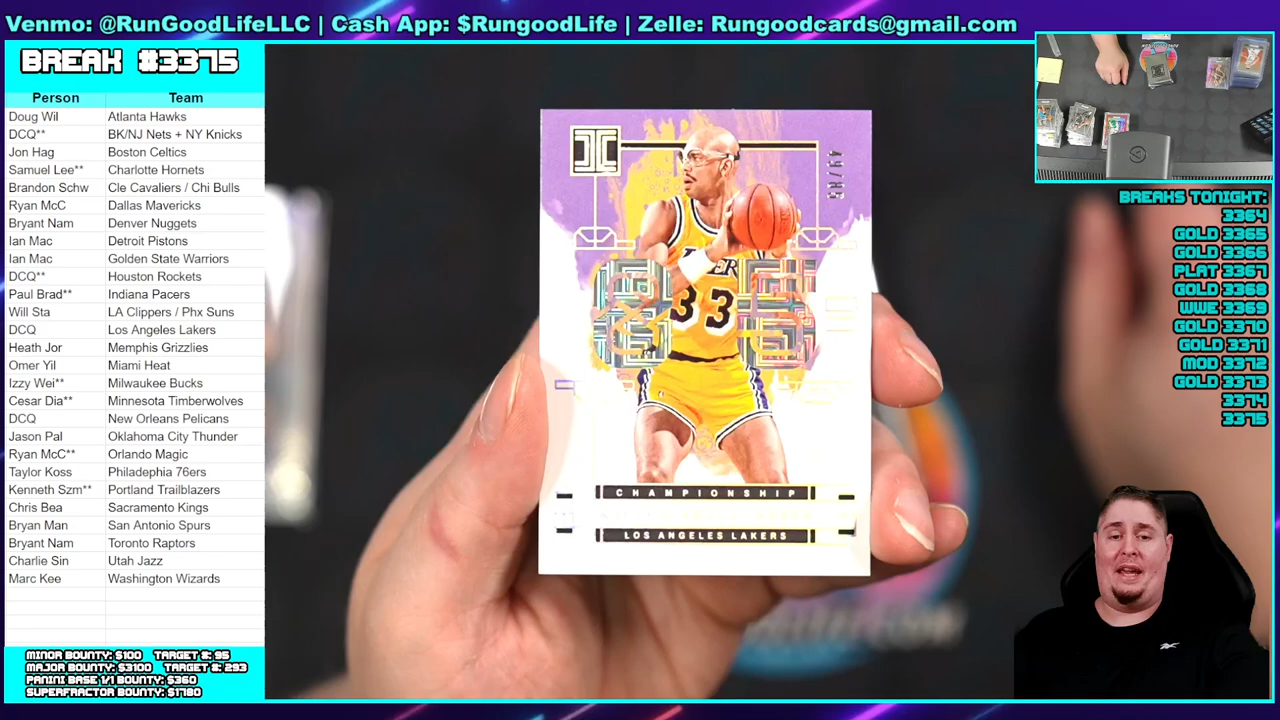 Venmo: @RunGoodLifeLLC | Cash App: $RungoodLife | Zelle: Rungoodcards@gmail.com
BREAK #3375
Person Team
Doug Wil Atlanta Hawks
DCQ** BK/NJ Nets + NY Knicks
Jon Hag Boston Celtics
Samuel Lee** Charlotte Hornets
Brandon Schw Cle Cavaliers / Chi Bulls
Ryan McC Dallas Mavericks
Bryant Nam Denver Nuggets
Ian Mac Detroit Pistons
Ian Mac Golden State Warriors
DCQ** Houston Rockets
Paul Brad** Indiana Pacers
Will Sta LA Clippers / Phx Suns
DCQ Los Angeles Lakers
Heath Jor Memphis Grizzlies
Omer Yil Miami Heat
Izzy Wei** Milwaukee Bucks
Cesar Dia** Minnesota Timberwolves
DCQ New Orleans Pelicans
Jason Pal Oklahoma City Thunder
Ryan McC** Orlando Magic
Taylor Koss Philadephia 76ers
Kenneth Szm** Portland Trailblazers
Chris Bea Sacramento Kings
Bryan Man San Antonio Spurs
Bryant Nam Toronto Raptors
Charlie Sin Utah Jazz
Marc Kee Washington Wizards
MINOR BOUNTY: $100 TARGET #: 95
MAJOR BOUNTY: $3100 TARGET #: 293
PANINI BASE 1/1 BOUNTY: $360
SUPERFRACTOR BOUNTY: $1780
33
CHAMPIONSHIP
LOS ANGELES LAKERS
BREAKS TONIGHT:
3364
GOLD 3365
GOLD 3366
PLAT 3367
GOLD 3368
WWE 3369
GOLD 3370
GOLD 3371
MOD 3372
GOLD 3373
3374
3375